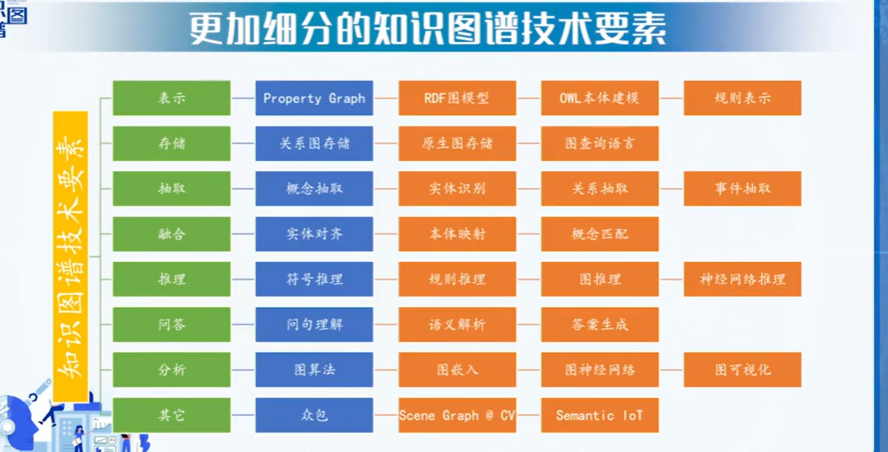 识图
谱
更加细分的知识图谱技术要素
知识图谱技术要素
表示 Property Graph RDF图模型 OWL本体建模 规则表示
存储 关系图存储 原生图存储 图查询语言
抽取 概念抽取 实体识别 关系抽取 事件抽取
融合 实体对齐 本体映射 概念匹配
推理 符号推理 规则推理 图推理 神经网络推理
问答 问句理解 语义解析 答案生成
分析 图算法 图嵌入 图神经网络 图可视化
其它 众包 Scene Graph @ CV Semantic IoT